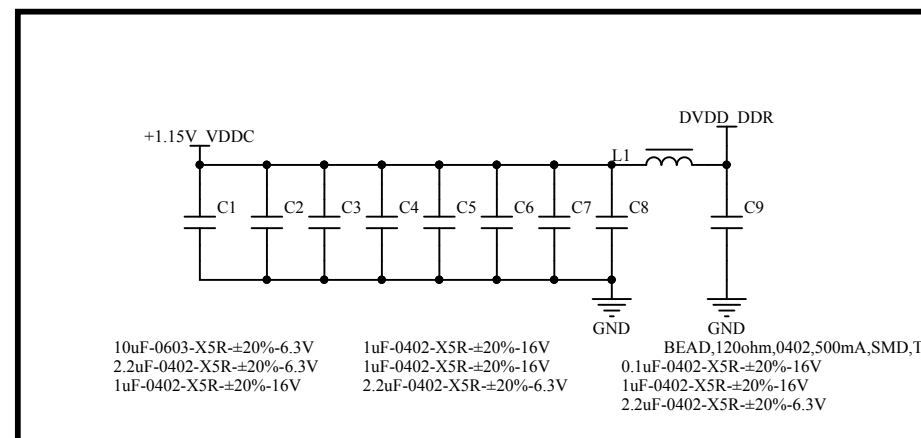 DVDD_DDR
+1.15V_VDDC
L1
C1 C2 C3 C4 C5 C6 C7 C8 C9
GND GND
10uF-0603-X5R-±20%-6.3V
2.2uF-0402-X5R-±20%-6.3V
1uF-0402-X5R-±20%-16V
1uF-0402-X5R-±20%-16V
1uF-0402-X5R-±20%-16V
2.2uF-0402-X5R-±20%-6.3V
BEAD,120ohm,0402,500mA,SMD,T
0.1uF-0402-X5R-±20%-16V
1uF-0402-X5R-±20%-16V
2.2uF-0402-X5R-±20%-6.3V